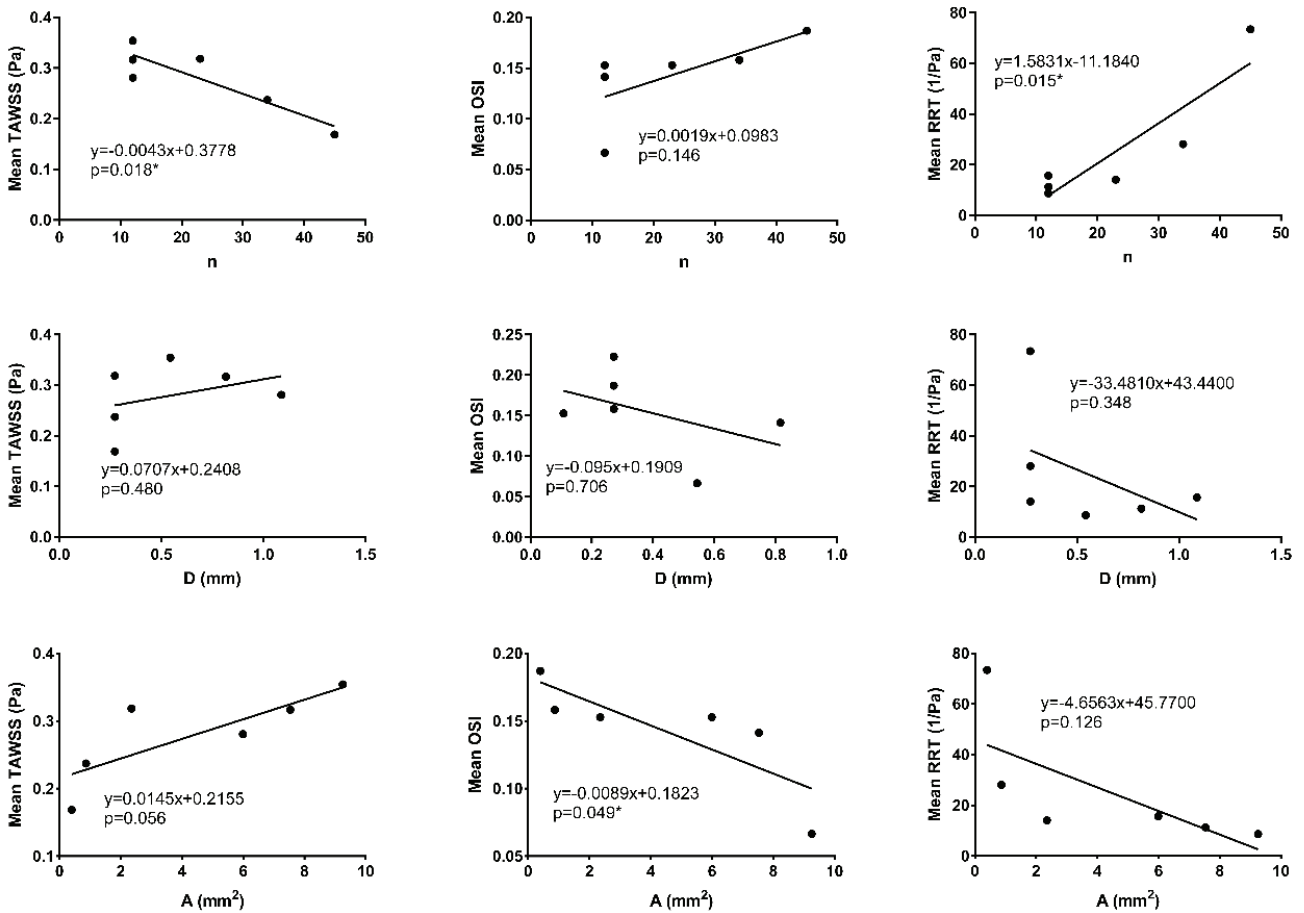 0.4
0.3
0.2
0.1
0.0
Mean TAWSS (Pa)
y=-0.0043x+0.3778
p=0.018*
0 10 20 30 40 50
n
0.20
0.15
0.10
0.05
0.00
Mean OSI
y=0.0019x+0.0983
p=0.146
0 10 20 30 40 50
n
80
60
40
20
0
Mean RRT (1/Pa)
y=1.5831x-11.1840
p=0.015*
0 10 20 30 40 50
n
0.4
0.3
0.2
0.1
0.0
Mean TAWSS (Pa)
y=0.0707x+0.2408
p=0.480
0.0 0.5 1.0 1.5
D (mm)
0.25
0.20
0.15
0.10
0.05
0.00
Mean OSI
y=-0.095x+0.1909
p=0.706
0.0 0.2 0.4 0.6 0.8 1.0
D (mm)
80
60
40
20
0
Mean RRT (1/Pa)
y=-33.4810x+43.4400
p=0.348
0.0 0.5 1.0 1.5
D (mm)
0.4
0.3
0.2
0.1
Mean TAWSS (Pa)
y=0.0145x+0.2155
p=0.056
0 2 4 6 8 10
A (mm²)
0.20
0.15
0.10
0.05
Mean OSI
y=-0.0089x+0.1823
p=0.049*
0 2 4 6 8 10
A (mm²)
80
60
40
20
0
Mean RRT (1/Pa)
y=-4.6563x+45.7700
p=0.126
0 2 4 6 8 10
A (mm²)